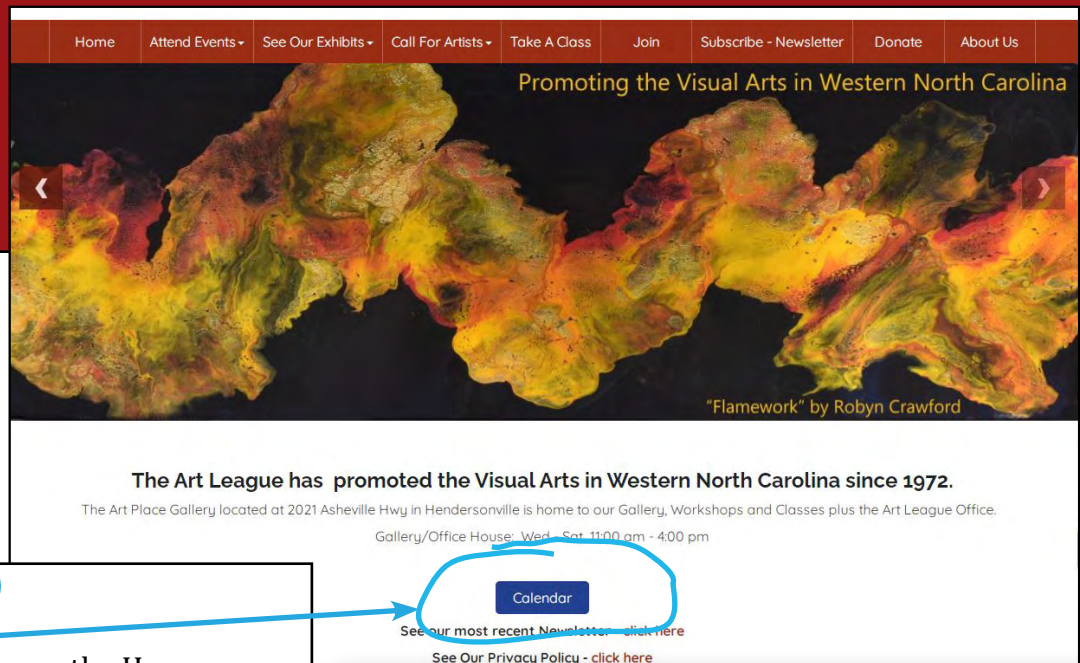 Home Attend Events See Our Exhibits Call For Artists Take A Class Join Subscribe - Newsletter Donate About Us
Promoting the Visual Arts in Western North Carolina
"Flamework" by Robyn Crawford
The Art League has promoted the Visual Arts in Western North Carolina since 1972.
The Art Place Gallery located at 2021 Asheville Hwy in Hendersonville is home to our Gallery, Workshops and Classes plus the Art League Office.
Gallery/Office House: Wed - Sat 11:00 am - 4:00 pm
Calendar
See our most recent Newsletter - click here
See Our Privacy Policy - click here